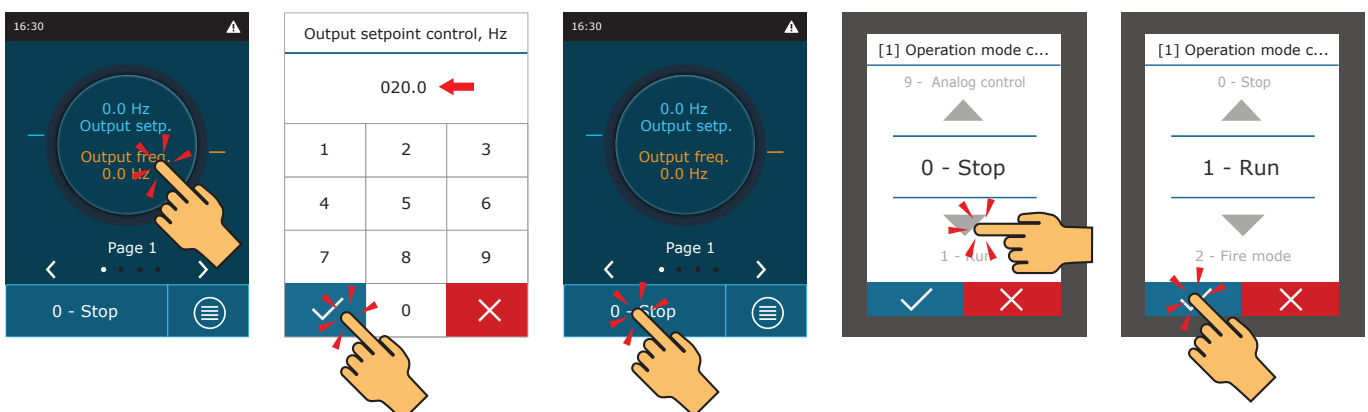 16:30
0.0 Hz
Output setp.
Output freq.
0.0 Hz
Page 1
0 - Stop
Output setpoint control, Hz
020.0
1
2
3
4
5
6
7
8
9
0
16:30
0.0 Hz
Output setp.
Output freq.
0.0 Hz
Page 1
0 - Stop
[1] Operation mode c...
9 - Analog control
0 - Stop
1 - Run
[1] Operation mode c...
0 - Stop
1 - Run
2 - Fire mode